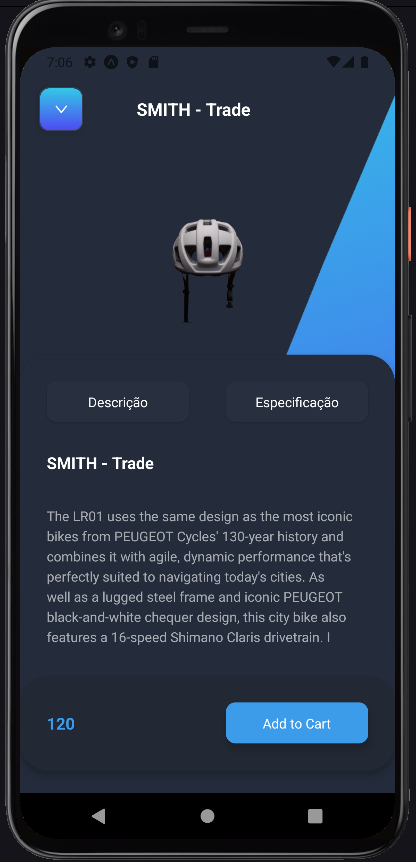 7:06
SMITH - Trade
Descrição Especificação
SMITH - Trade
The LR01 uses the same design as the most iconic
bikes from PEUGEOT Cycles' 130-year history and
combines it with agile, dynamic performance that's
perfectly suited to navigating today's cities. As
well as a lugged steel frame and iconic PEUGEOT
black-and-white chequer design, this city bike also
features a 16-speed Shimano Claris drivetrain. I
120 Add to Cart